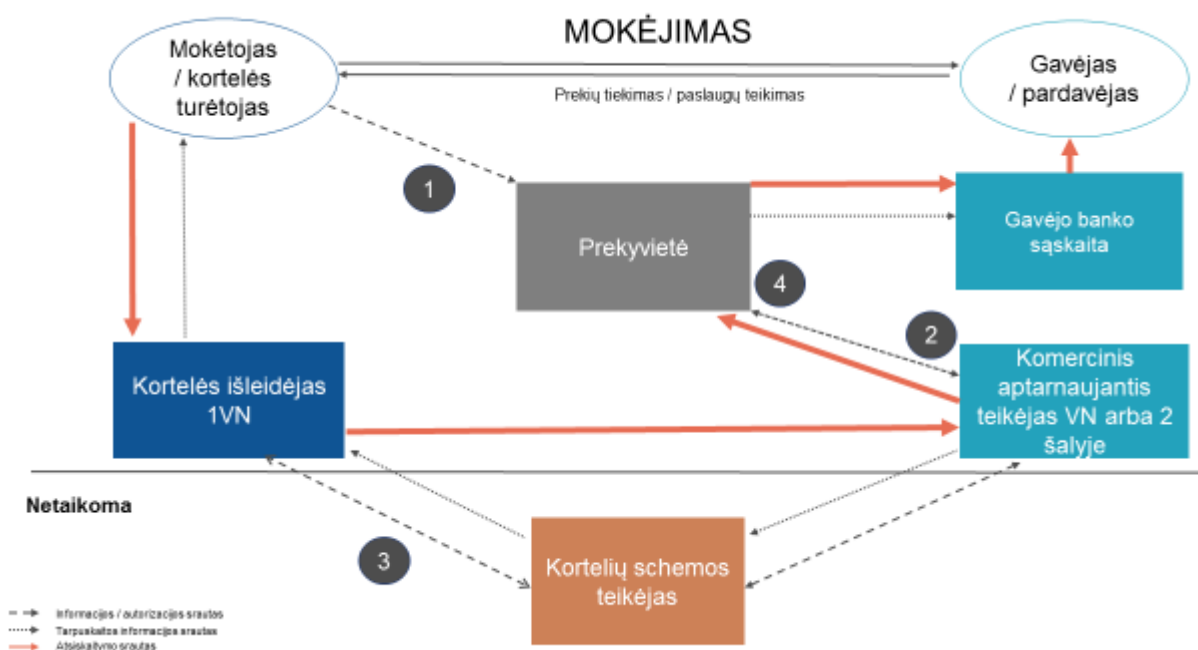 MOKĖJIMAS
Mokėtojas
/ kortelės
turėtojas
Gavėjas
/ pardavėjas
Prekių tiekimas / paslaugų teikimas
1
Prekyvietė
Gavėjo banko
sąskaita
4
2
Kortelės išleidėjas
1VN
Komercinis
aptarnaujantis
teikėjas VN arba 2
šalyje
Netaikoma
3
Kortelių schemos
teikėjas
Informacijos / autorizacijos srautas
Tarpuskaitos informacijos srautas
Atsiskaitymo srautas